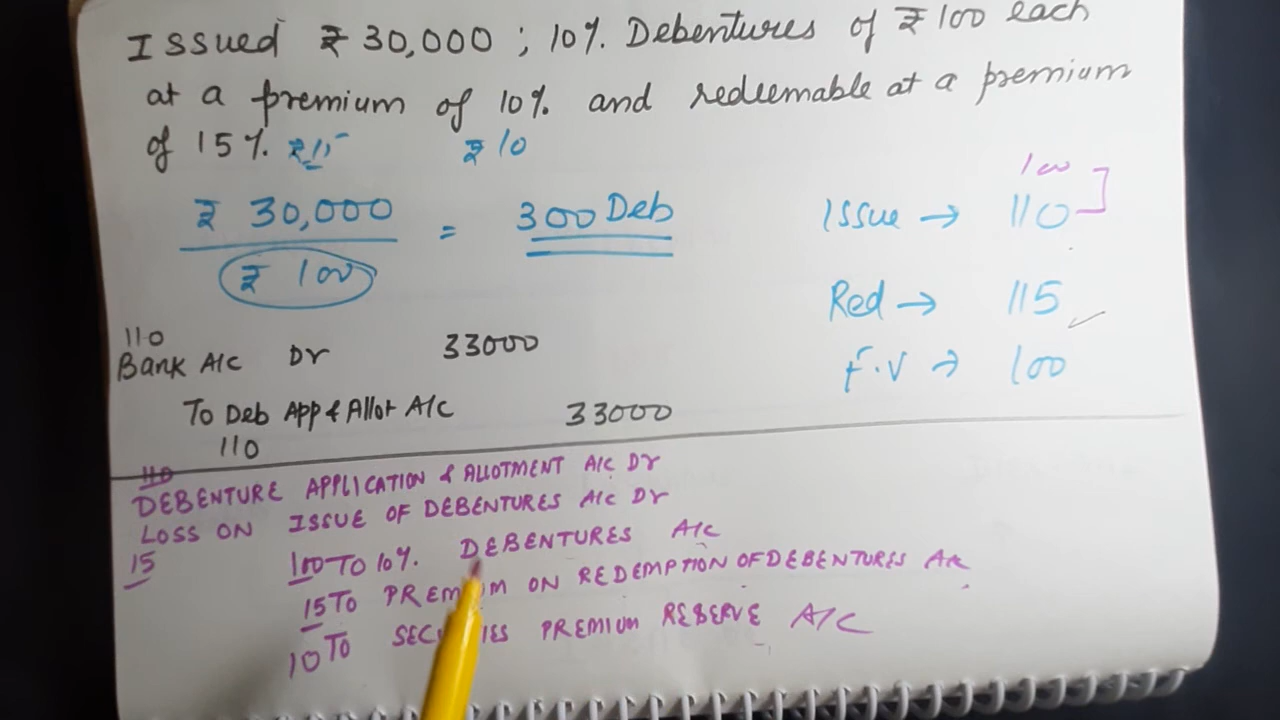 Issued ₹ 30,000 ; 10% Debentures of ₹ 100 each
at a premium of 10% and redeemable at a premium
of 15%. ₹ 15 ₹ 10
₹ 30,000 = 300 Deb
₹ 100
100
Issue → 110
Red → 115
F.V → 100
110
Bank A/C Dr 33000
To Deb App & Allot A/C 33000
110
110
DEBENTURE APPLICATION & ALLOTMENT A/C Dr
LOSS ON ISSUE OF DEBENTURES A/C Dr
15
100 TO 10% DEBENTURES A/C
15 TO PREMIUM ON REDEMPTION OF DEBENTURES A/C
10 TO SECURITIES PREMIUM RESERVE A/C